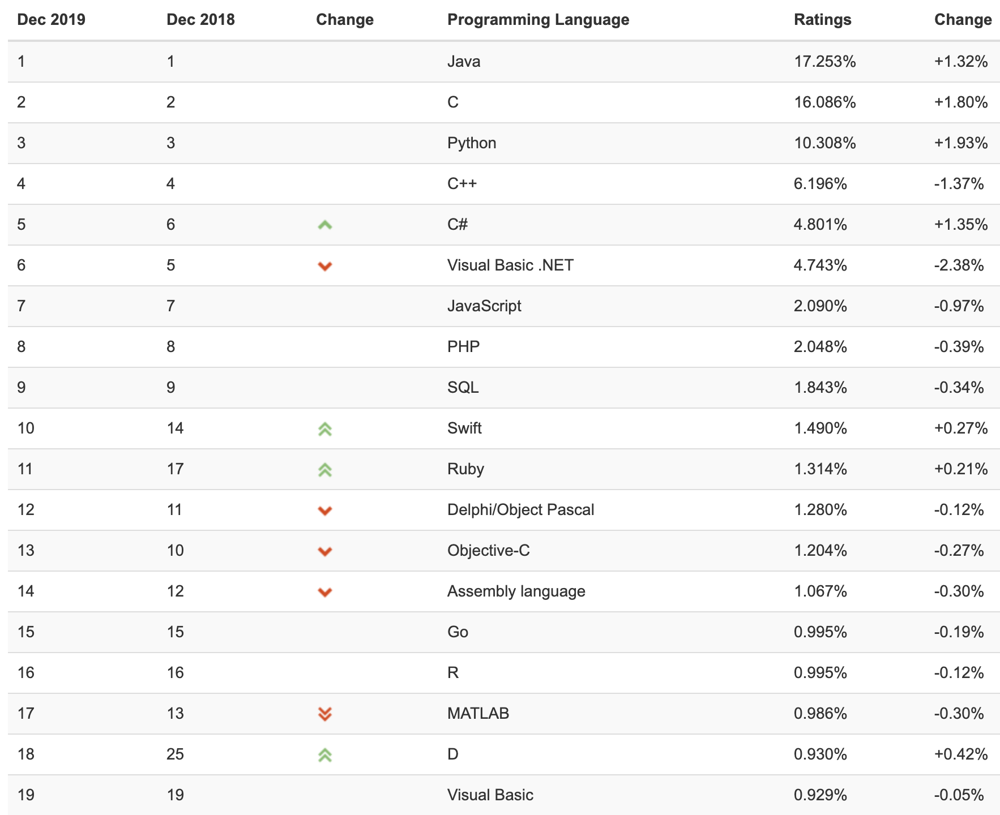 Dec 2019 Dec 2018 Change Programming Language Ratings Change
1 1 Java 17.253% +1.32%
2 2 C 16.086% +1.80%
3 3 Python 10.308% +1.93%
4 4 C++ 6.196% -1.37%
5 6 C# 4.801% +1.35%
6 5 Visual Basic .NET 4.743% -2.38%
7 7 JavaScript 2.090% -0.97%
8 8 PHP 2.048% -0.39%
9 9 SQL 1.843% -0.34%
10 14 Swift 1.490% +0.27%
11 17 Ruby 1.314% +0.21%
12 11 Delphi/Object Pascal 1.280% -0.12%
13 10 Objective-C 1.204% -0.27%
14 12 Assembly language 1.067% -0.30%
15 15 Go 0.995% -0.19%
16 16 R 0.995% -0.12%
17 13 MATLAB 0.986% -0.30%
18 25 D 0.930% +0.42%
19 19 Visual Basic 0.929% -0.05%